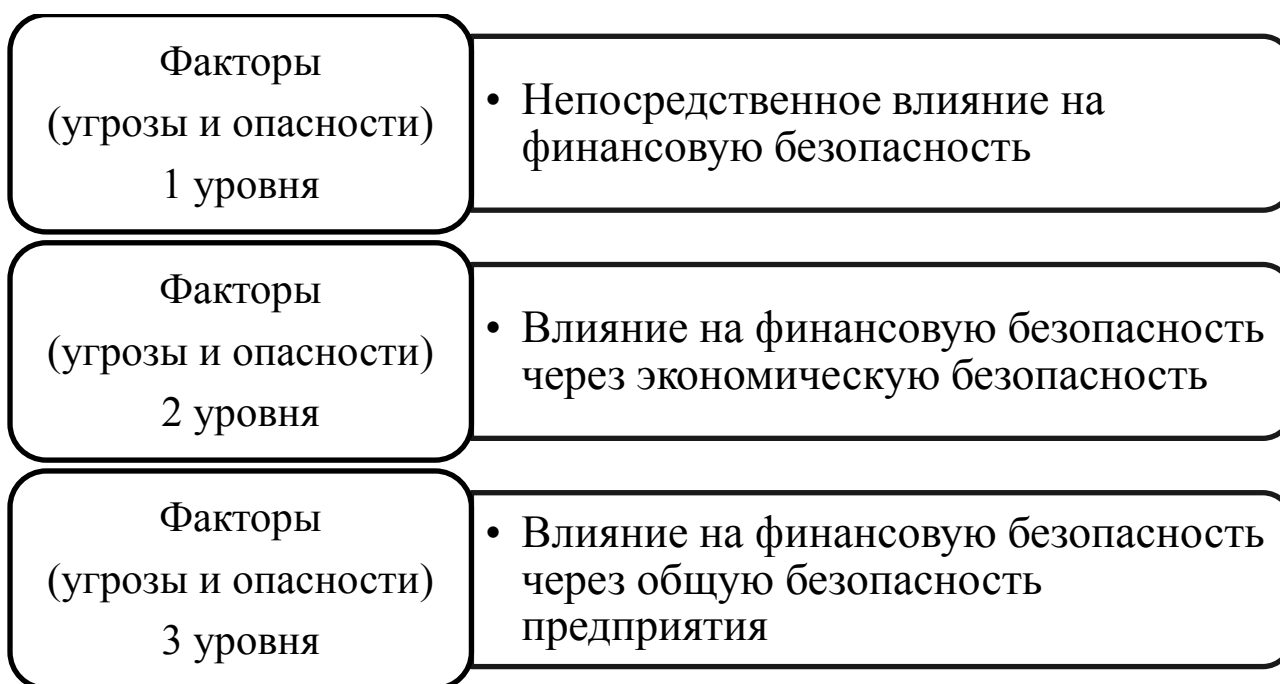 Факторы
(угрозы и опасности)
1 уровня
• Непосредственное влияние на
финансовую безопасность
Факторы
(угрозы и опасности)
2 уровня
• Влияние на финансовую безопасность
через экономическую безопасность
Факторы
(угрозы и опасности)
3 уровня
• Влияние на финансовую безопасность
через общую безопасность
предприятия